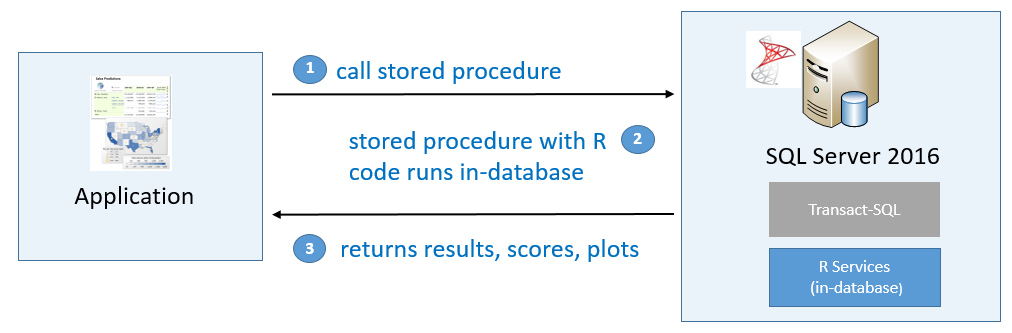 1 call stored procedure
stored procedure with R 2
code runs in-database
3 returns results, scores, plots
Sales Predictions
Application
SQL Server 2016
Transact-SQL
R Services
(in-database)